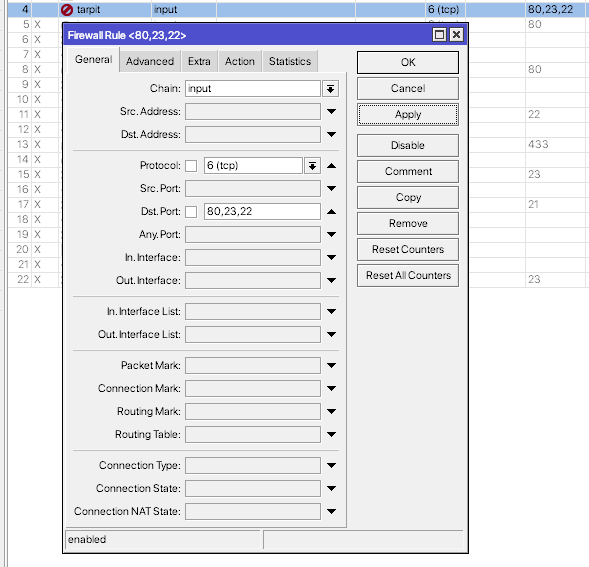 4 tarpit input 6 (tcp) 80,23,22
5 X 80
6 X
7 X
8 X 80
9 X
10 X
11 X 22
12 X
13 X 433
14 X
15 X 23
16 X
17 X 21
18 X
19 X
20 X
21 X
22 X 23
Firewall Rule <80,23,22>
General Advanced Extra Action Statistics
Chain: input
Src. Address:
Dst. Address:
Protocol: 6 (tcp)
Src. Port:
Dst. Port: 80,23,22
Any. Port:
In. Interface:
Out. Interface:
In. Interface List:
Out. Interface List:
Packet Mark:
Connection Mark:
Routing Mark:
Routing Table:
Connection Type:
Connection State:
Connection NAT State:
OK
Cancel
Apply
Disable
Comment
Copy
Remove
Reset Counters
Reset All Counters
enabled